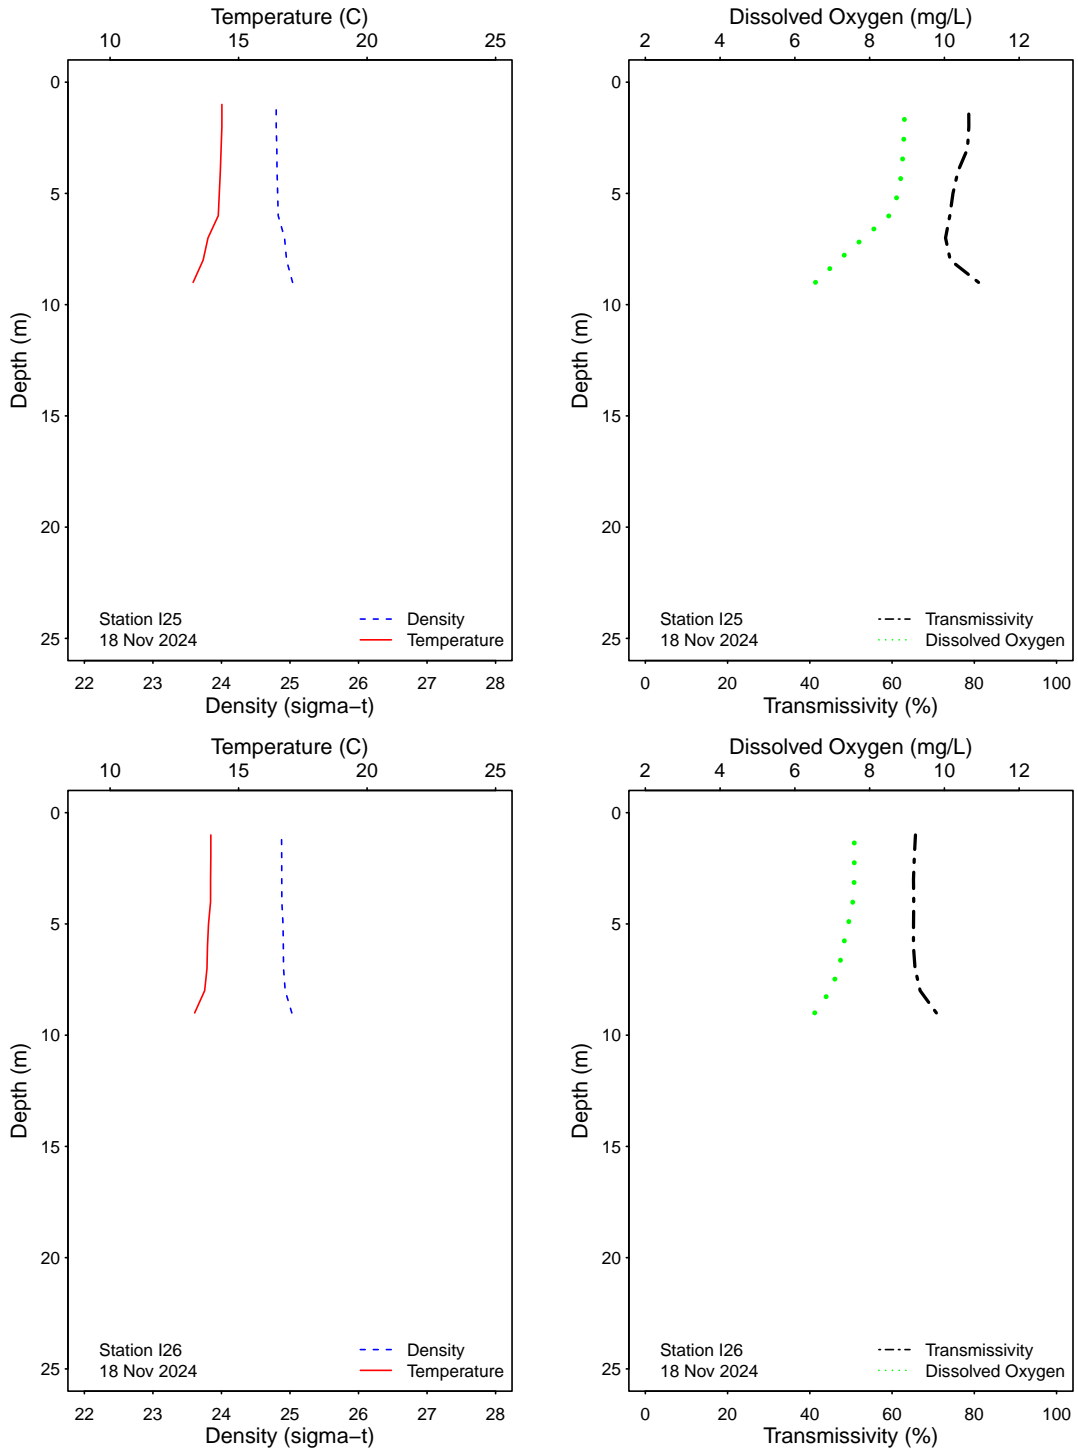 Temperature (C)
10 15 20 25
0
5
10
15
20
25
Depth (m)
Station I25
18 Nov 2024
Density
Temperature
22 23 24 25 26 27 28
Density (sigma−t)
Dissolved Oxygen (mg/L)
2 4 6 8 10 12
0
5
10
15
20
25
Depth (m)
Station I25
18 Nov 2024
Transmissivity
Dissolved Oxygen
0 20 40 60 80 100
Transmissivity (%)
Temperature (C)
10 15 20 25
0
5
10
15
20
25
Depth (m)
Station I26
18 Nov 2024
Density
Temperature
22 23 24 25 26 27 28
Density (sigma−t)
Dissolved Oxygen (mg/L)
2 4 6 8 10 12
0
5
10
15
20
25
Depth (m)
Station I26
18 Nov 2024
Transmissivity
Dissolved Oxygen
0 20 40 60 80 100
Transmissivity (%)